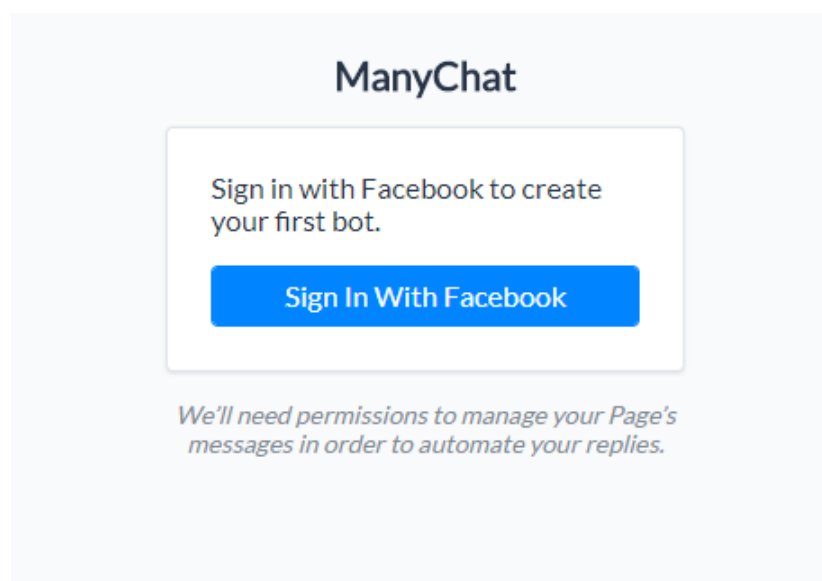 ManyChat
Sign in with Facebook to create
your first bot.
Sign In With Facebook
We'll need permissions to manage your Page's
messages in order to automate your replies.